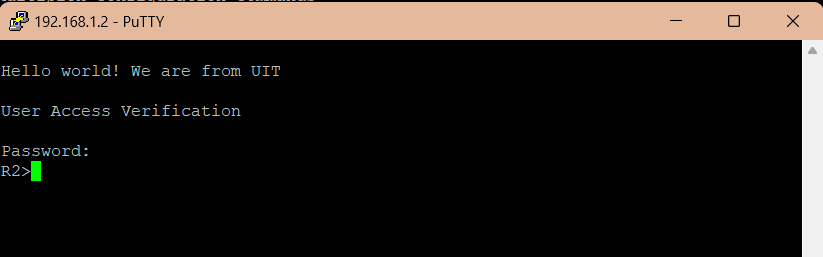 192.168.1.2 - PuTTY
Hello world! We are from UIT
User Access Verification
Password:
R2>